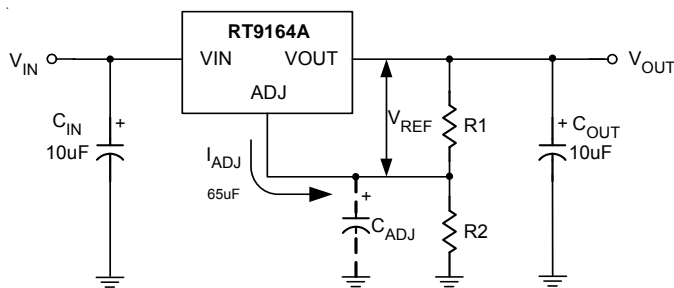 RT9164A
VIN
VOUT
ADJ
VIN
VOUT
CIN
+
10uF
IADJ
65uF
VREF
R1
+
COUT
10uF
+
CADJ
R2